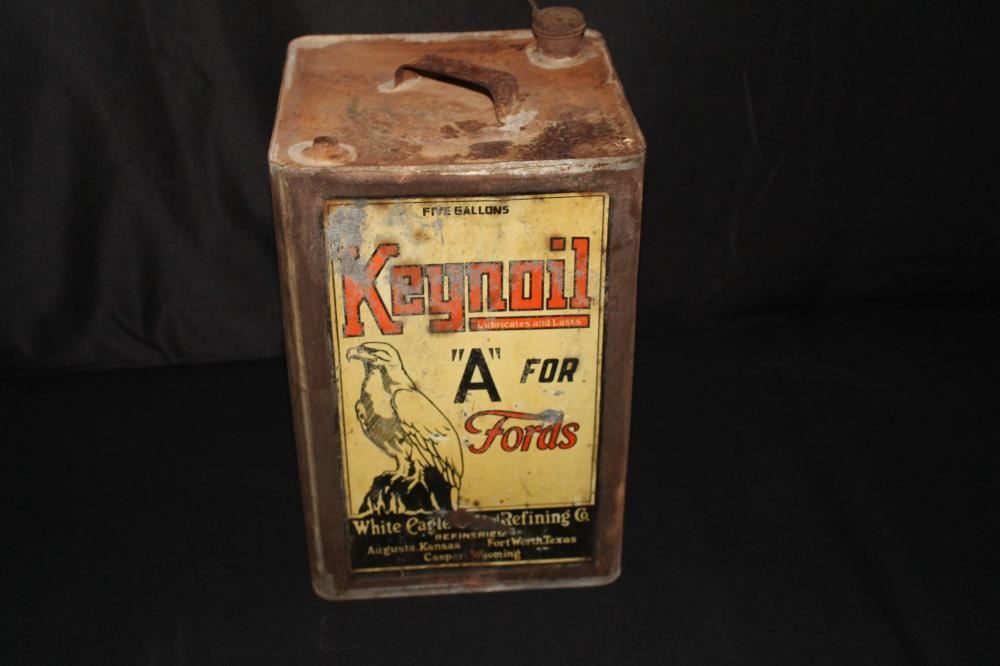 FIVE GALLONS
Keynoil
Lubricates and Lasts
"A" FOR
Fords
White Eagle Refining Co.
REFINERIES
Augusta, Kansas Fort Worth, Texas
Casper, Wyoming